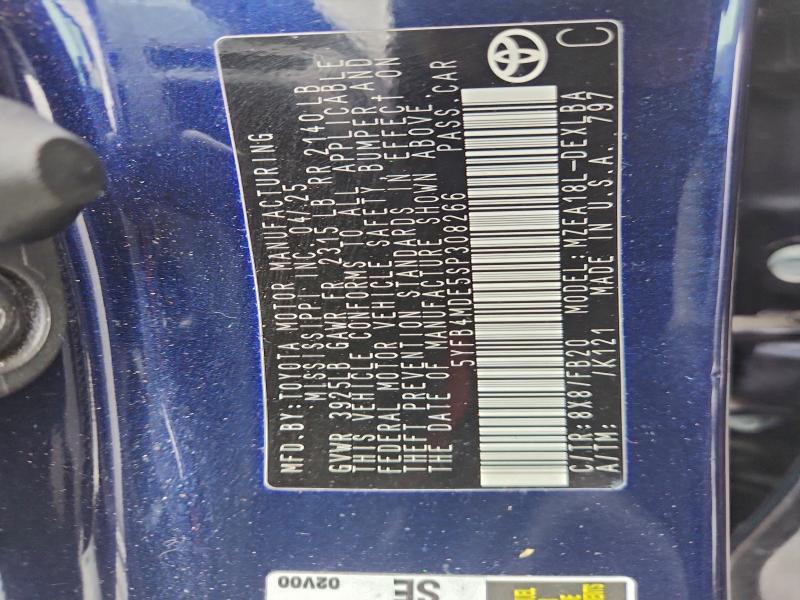 MFD.BY:TOYOTA MOTOR MANUFACTURING
MISSISSIPPI INC. 04/25
GVWR 3925LB GAWR FR 2315 LB RR 2140 LB
THIS VEHICLE CONFORMS TO ALL APPLICABLE
FEDERAL MOTOR VEHICLE SAFETY, BUMPER, AND
THEFT PREVENTION STANDARDS IN EFFECT ON
THE DATE OF MANUFACTURE SHOWN ABOVE.
5YFB4MDE5SP308266 PASS.CAR
C/TR:8X8/FB20 MODEL:MZEA18L-DEXLBA
A/TM: /K121 MADE IN U.S.A. 797
C
02V00
SE